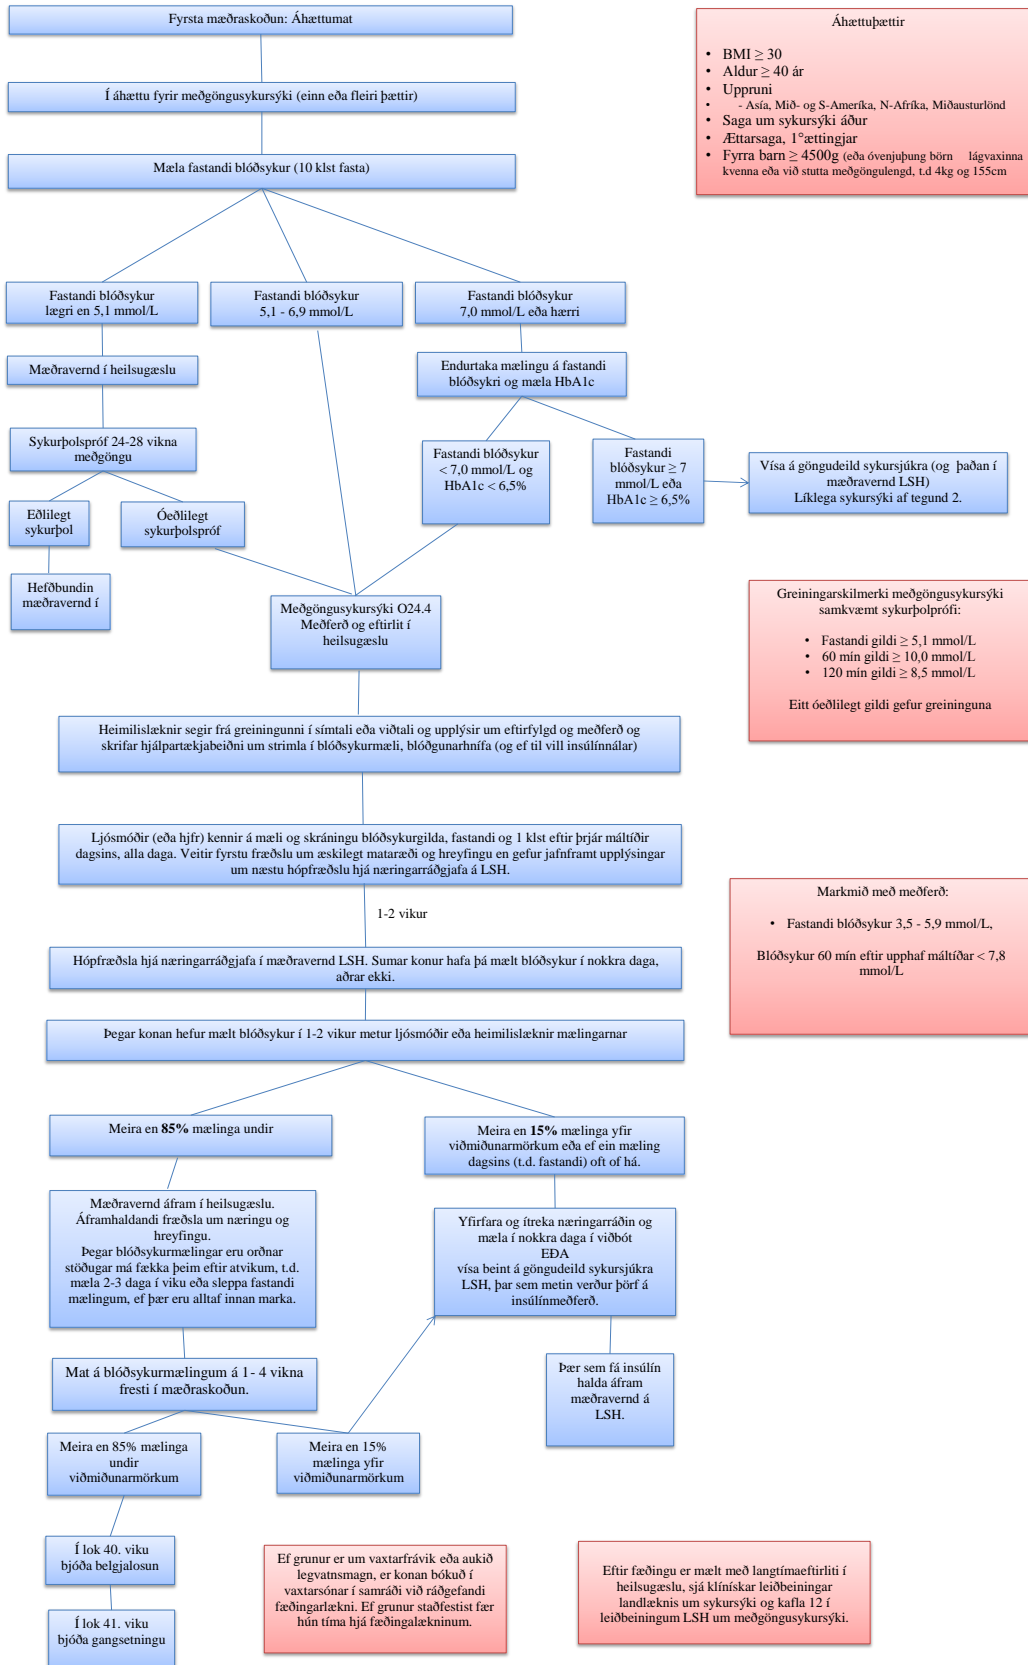 Fyrsta mæðraskoðun: Áhættumat
Áhættuþættir
• BMI ≥ 30
• Aldur ≥ 40 ár
• Uppruni
• - Asía, Mið- og S-Ameríka, N-Afríka, Miðausturlönd
• Saga um sykursýki áður
• Ættarsaga, 1°ættingjar
• Fyrra barn ≥ 4500g (eða óvenjuþung börn lágvaxinna
kvenna eða við stutta meðgöngulengd, t.d 4kg og 155cm
Í áhættu fyrir meðgöngusykursýki (einn eða fleiri þættir)
Mæla fastandi blóðsykur (10 klst fasta)
Fastandi blóðsykur
lægri en 5,1 mmol/L
Fastandi blóðsykur
5,1 - 6,9 mmol/L
Fastandi blóðsykur
7,0 mmol/L eða hærri
Mæðravernd í heilsugæslu
Endurtaka mælingu á fastandi
blóðsykri og mæla HbA1c
Sykurþolspróf 24-28 vikna
meðgöngu
Fastandi blóðsykur
< 7,0 mmol/L og
HbA1c < 6,5%
Fastandi
blóðsykur ≥ 7
mmol/L eða
HbA1c ≥ 6,5%
Vísa á göngudeild sykursjúkra (og þaðan í
mæðravernd LSH)
Líklega sykursýki af tegund 2.
Eðlilegt
sykurþol
Óeðlilegt
sykurþolspróf
Hefðbundin
mæðravernd í
Meðgöngusykursýki O24.4
Meðferð og eftirlit í
heilsugæslu
Greiningarskilmerki meðgöngusykursýki
samkvæmt sykurþolprófi:
• Fastandi gildi ≥ 5,1 mmol/L
• 60 mín gildi ≥ 10,0 mmol/L
• 120 mín gildi ≥ 8,5 mmol/L
Eitt óeðlilegt gildi gefur greininguna
Heimilislæknir segir frá greiningunni í símtali eða viðtali og upplýsir um eftirfylgd og meðferð og
skrifar hjálpartækjabeiðni um strimla í blóðsykurmæli, blóðgunarhnífa (og ef til vill insúlínnálar)
Ljósmóðir (eða hjfr) kennir á mæli og skráningu blóðsykurgilda, fastandi og 1 klst eftir þrjár máltíðir
dagsins, alla daga. Veitir fyrstu fræðslu um æskilegt mataræði og hreyfingu en gefur jafnframt upplýsingar
um næstu hópfræðslu hjá næringarráðgjafa á LSH.
1-2 vikur
Markmið með meðferð:
• Fastandi blóðsykur 3,5 - 5,9 mmol/L,
Blóðsykur 60 mín eftir upphaf máltíðar < 7,8
mmol/L
Hópfræðsla hjá næringarráðgjafa í mæðravernd LSH. Sumar konur hafa þá mælt blóðsykur í nokkra daga,
aðrar ekki.
Þegar konan hefur mælt blóðsykur í 1-2 vikur metur ljósmóðir eða heimilislæknir mælingarnar
Meira en 85% mælinga undir
Meira en 15% mælinga yfir
viðmiðunarmörkum eða ef ein mæling
dagsins (t.d. fastandi) oft of há.
Mæðravernd áfram í heilsugæslu.
Áframhaldandi fræðsla um næringu og
hreyfingu.
Þegar blóðsykurmælingar eru orðnar
stöðugar má fækka þeim eftir atvikum, t.d.
mæla 2-3 daga í viku eða sleppa fastandi
mælingum, ef þær eru alltaf innan marka.
Yfirfara og ítreka næringarráðin og
mæla í nokkra daga í viðbót
EÐA
vísa beint á göngudeild sykursjúkra
LSH, þar sem metin verður þörf á
insúlínmeðferð.
Mat á blóðsykurmælingum á 1- 4 vikna
fresti í mæðraskoðun.
Þær sem fá insúlín
halda áfram
mæðravernd á
LSH.
Meira en 85% mælinga
undir
viðmiðunarmörkum
Meira en 15%
mælinga yfir
viðmiðunarmörkum
Í lok 40. viku
bjóða belgjalosun
Í lok 41. viku
bjóða gangsetningu
Ef grunur er um vaxtarfrávik eða aukið
legvatnsmagn, er konan bókuð í
vaxtarsónar í samráði við ráðgefandi
fæðingarlækni. Ef grunur staðfestist fær
hún tíma hjá fæðingalækninum.
Eftir fæðingu er mælt með langtímaeftirliti í
heilsugæslu, sjá klínískar leiðbeiningar
landlæknis um sykursýki og kafla 12 í
leiðbeiningum LSH um meðgöngusykursýki.